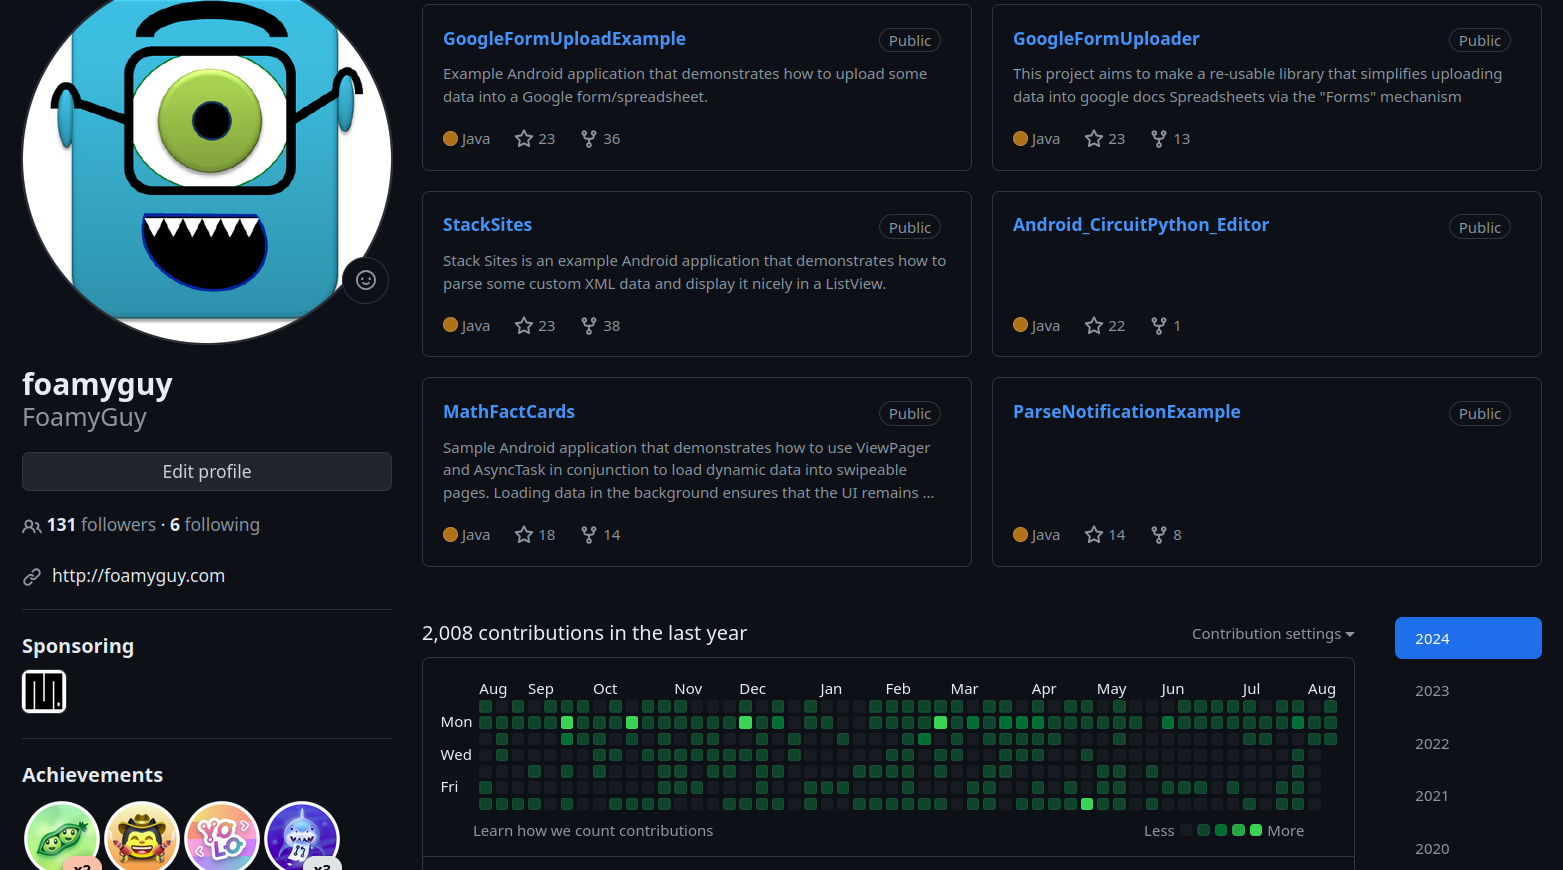 foamyguy
FoamyGuy
Edit profile
131 followers · 6 following
http://foamyguy.com
Sponsoring
Achievements
YOLO
x2
x3
GoogleFormUploadExample
Public
Example Android application that demonstrates how to upload some
data into a Google form/spreadsheet.
Java 23 36
GoogleFormUploader
Public
This project aims to make a re-usable library that simplifies uploading
data into google docs Spreadsheets via the "Forms" mechanism
Java 23 13
StackSites
Public
Stack Sites is an example Android application that demonstrates how to
parse some custom XML data and display it nicely in a ListView.
Java 23 38
Android_CircuitPython_Editor
Public
Java 22 1
MathFactCards
Public
Sample Android application that demonstrates how to use ViewPager
and AsyncTask in conjunction to load dynamic data into swipeable
pages. Loading data in the background ensures that the UI remains ...
Java 18 14
ParseNotificationExample
Public
Java 14 8
2,008 contributions in the last year
Contribution settings
Aug Sep Oct Nov Dec Jan Feb Mar Apr May Jun Jul Aug
Mon
Wed
Fri
Learn how we count contributions
Less More
2024
2023
2022
2021
2020